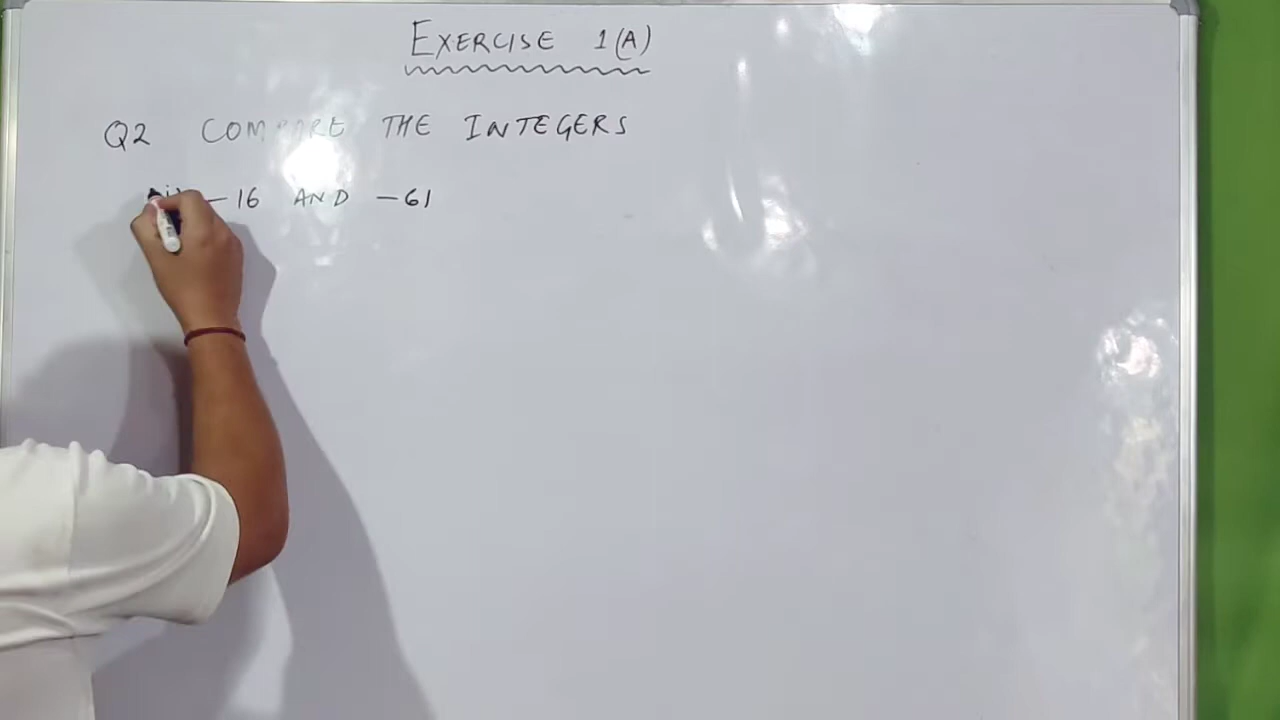 EXERCISE 1(A)
Q2 COMPARE THE INTEGERS
i) -16 AND -61